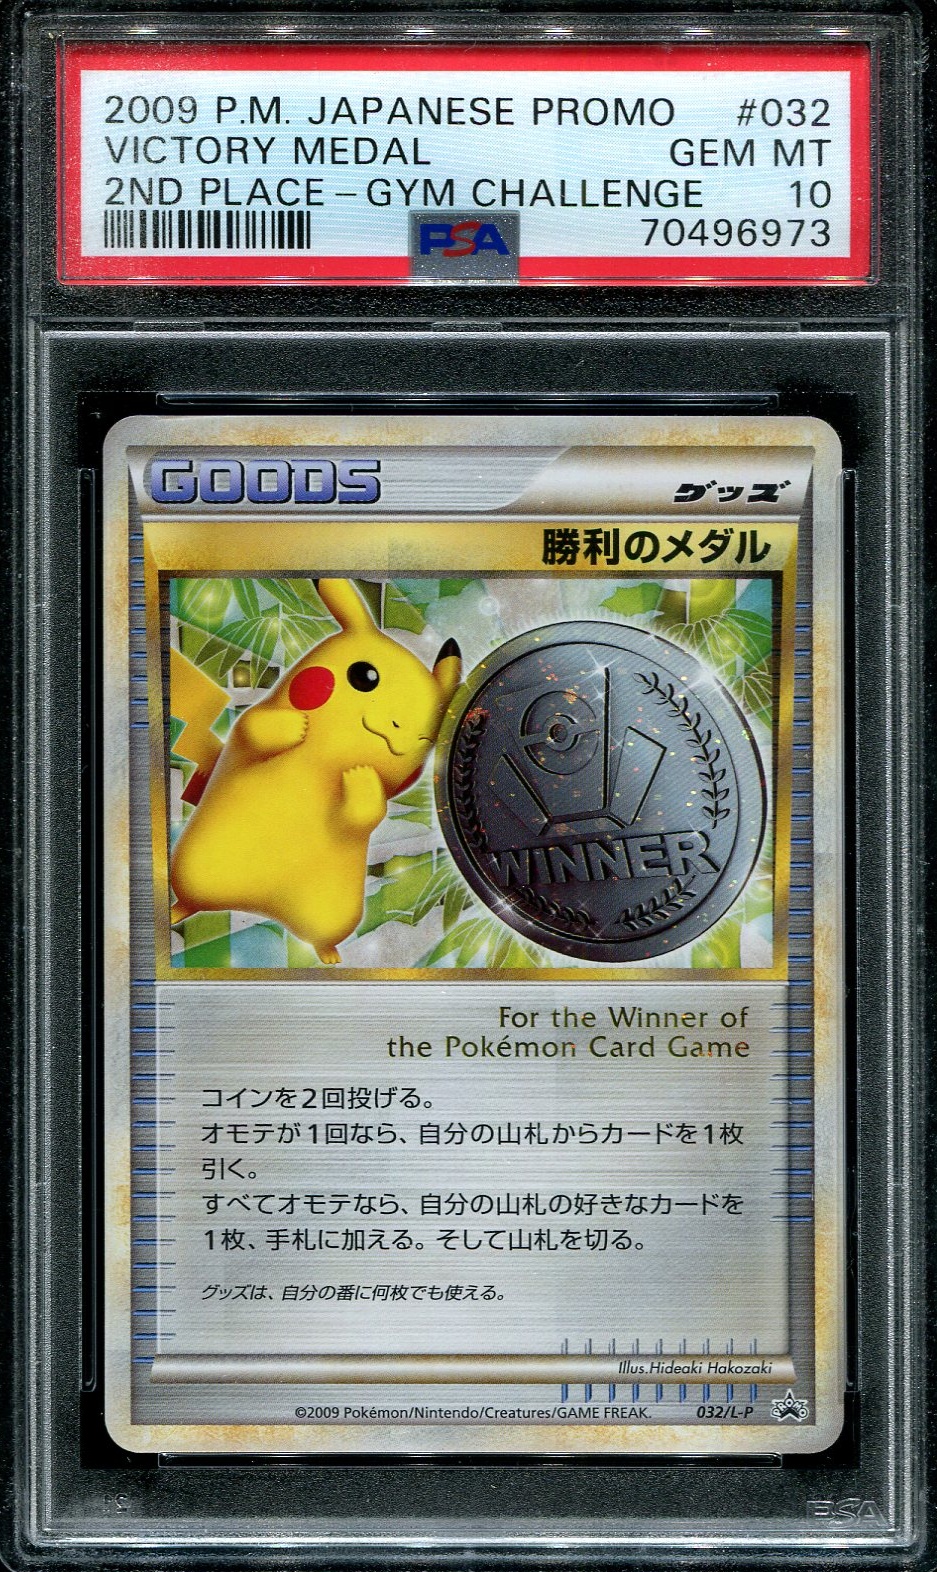 2009 P.M. JAPANESE PROMO #032
VICTORY MEDAL GEM MT
2ND PLACE – GYM CHALLENGE 10
PSA 70496973
GOODS グッズ
勝利のメダル
WINNER
For the Winner of
the Pokémon Card Game
コインを2回投げる。
オモテが1回なら、自分の山札からカードを1枚
引く。
すべてオモテなら、自分の山札の好きなカードを
1枚、手札に加える。そして山札を切る。
グッズは、自分の番に何枚でも使える。
Illus.Hideaki Hakozaki
©2009 Pokémon/Nintendo/Creatures/GAME FREAK. 032/L-P
PSA